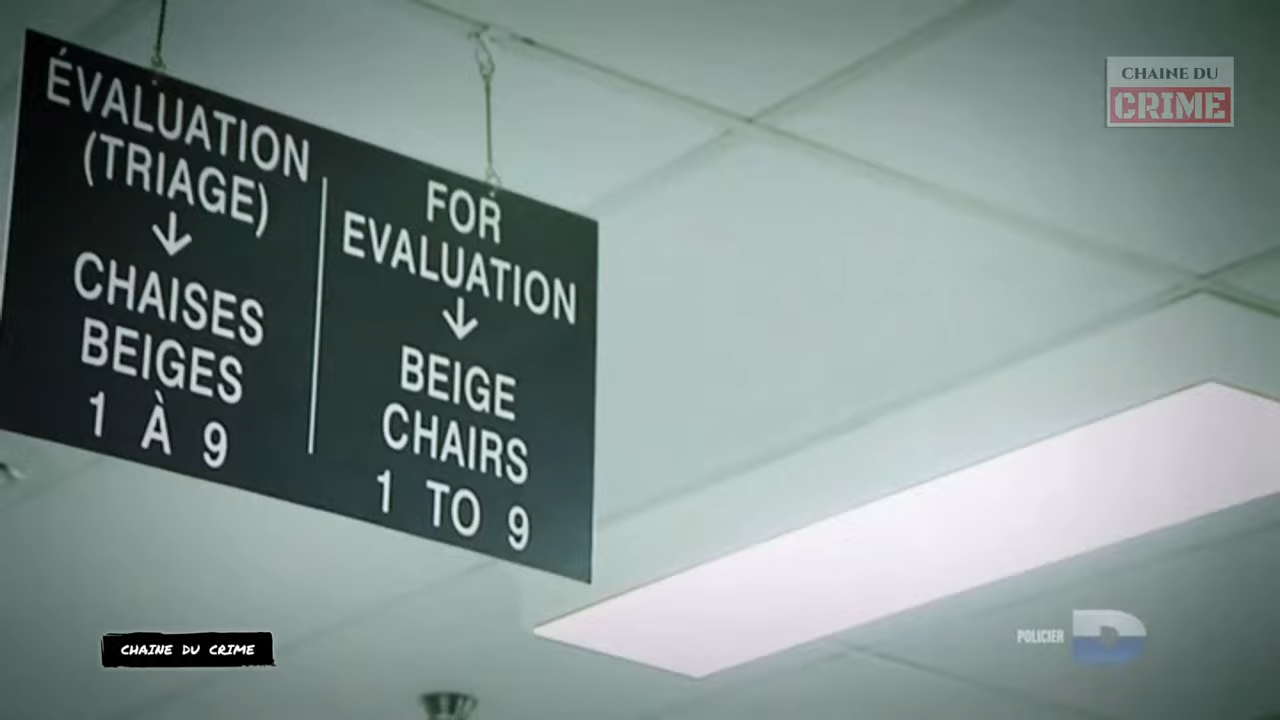 ÉVALUATION
(TRIAGE)
↓
CHAISES
BEIGES
1 À 9
FOR
EVALUATION
↓
BEIGE
CHAIRS
1 TO 9
CHAINE DU
CRIME
CHAINE DU CRIME
POLICIER D